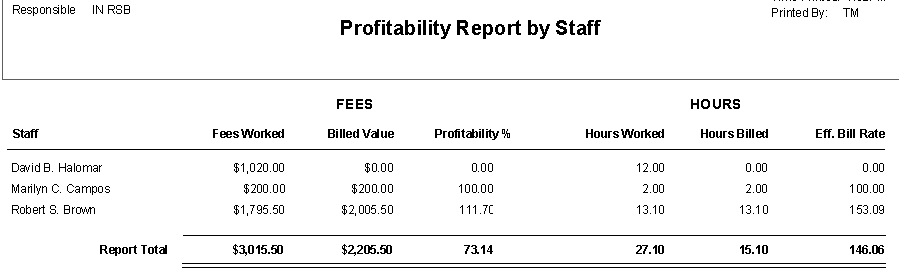 Responsible IN RSB
Printed By: TM
Profitability Report by Staff
FEES HOURS
Staff Fees Worked Billed Value Profitability % Hours Worked Hours Billed Eff. Bill Rate
David B. Halomar $1,020.00 $0.00 0.00 12.00 0.00 0.00
Marilyn C. Campos $200.00 $200.00 100.00 2.00 2.00 100.00
Robert S. Brown $1,795.50 $2,005.50 111.70 13.10 13.10 153.09
Report Total $3,015.50 $2,205.50 73.14 27.10 15.10 146.06